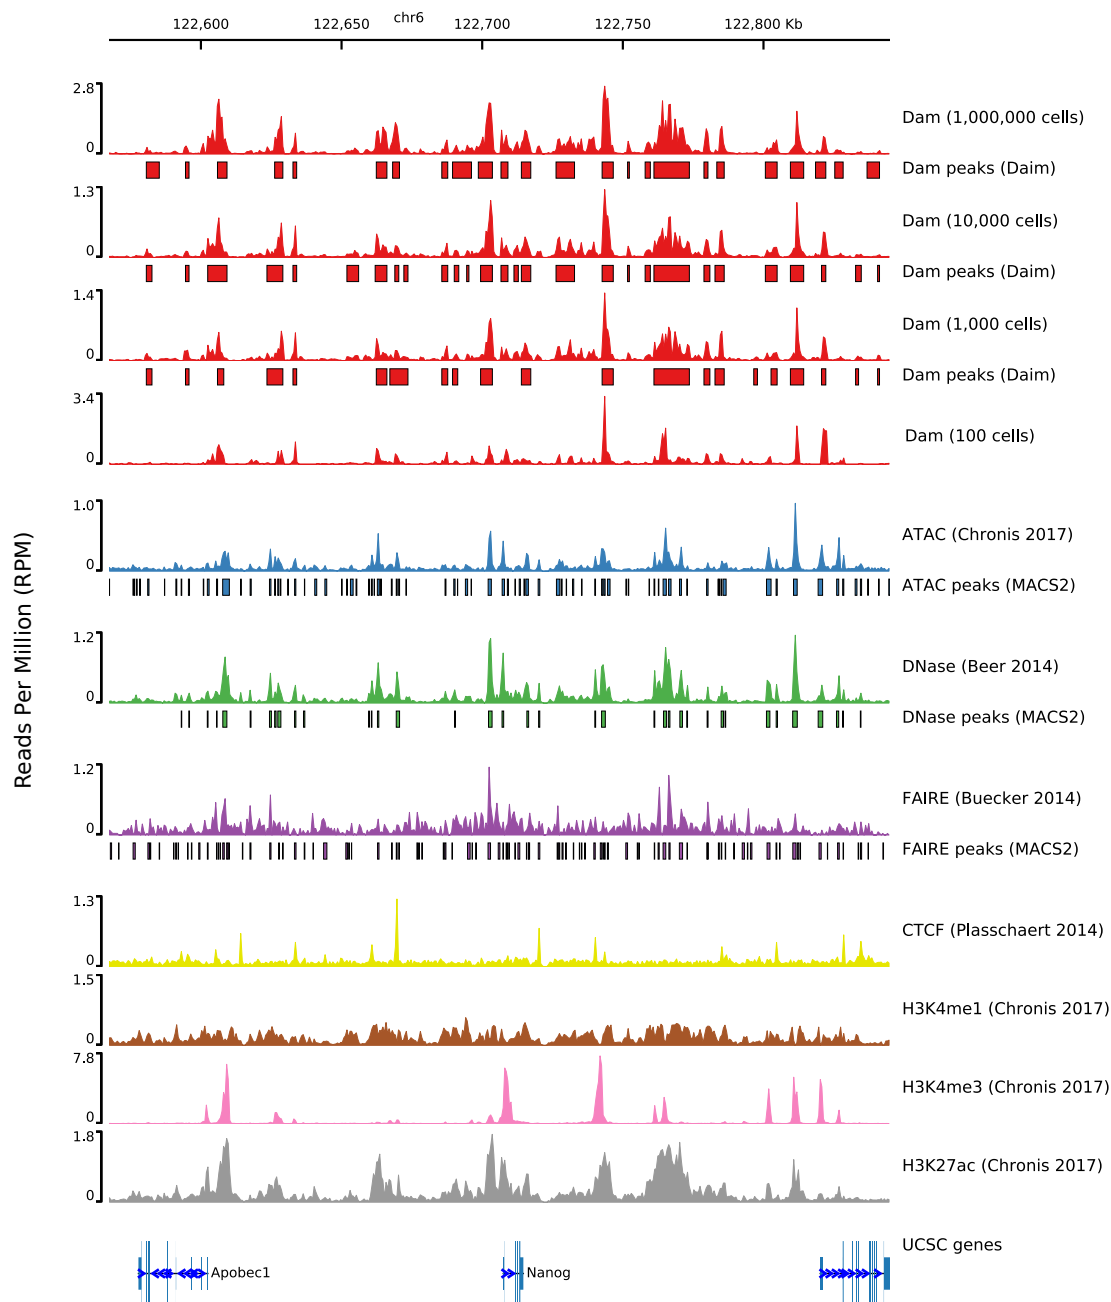 chr6
122,600 122,650 122,700 122,750 122,800 Kb
2.8
0
Dam (1,000,000 cells)
Dam peaks (Daim)
1.3
0
Dam (10,000 cells)
Dam peaks (Daim)
1.4
0
Dam (1,000 cells)
Dam peaks (Daim)
3.4
0
Dam (100 cells)
Reads Per Million (RPM)
1.0
0
ATAC (Chronis 2017)
ATAC peaks (MACS2)
1.2
0
DNase (Beer 2014)
DNase peaks (MACS2)
1.2
0
FAIRE (Buecker 2014)
FAIRE peaks (MACS2)
1.3
0
CTCF (Plasschaert 2014)
1.5
0
H3K4me1 (Chronis 2017)
7.8
0
H3K4me3 (Chronis 2017)
1.8
0
H3K27ac (Chronis 2017)
UCSC genes
Apobec1 Nanog